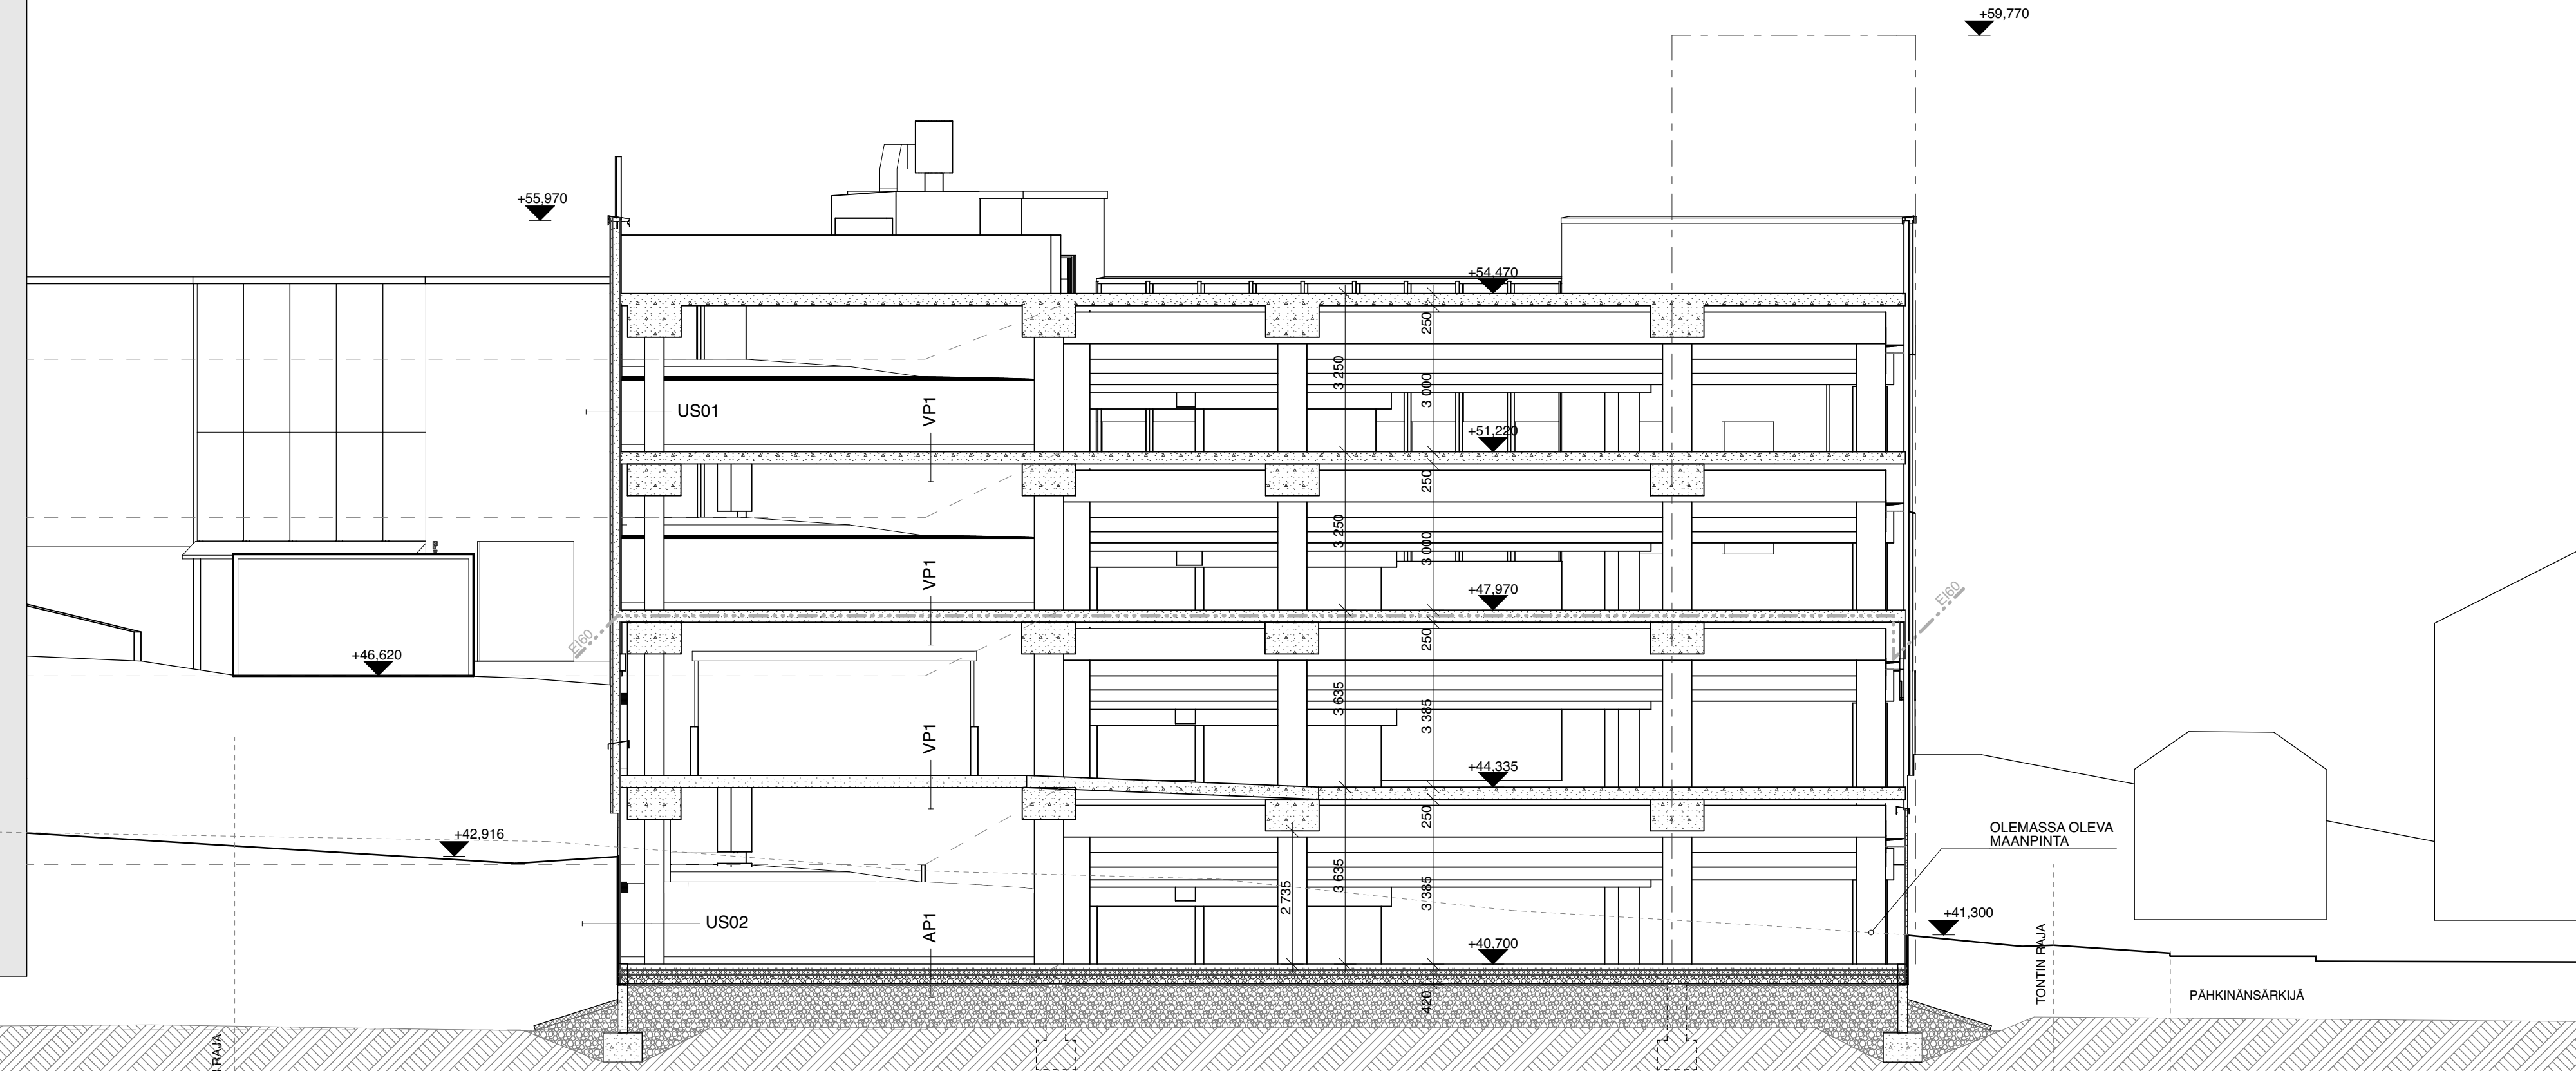 +59,770
+55,970
+54,470
250
3 250
3 000
US01
VP1
+51,220
250
3 250
3 000
VP1
+47,970
EI60
EI60
250
+46,620
3 635
3 385
VP1
+44,335
250
+42,916
OLEMASSA OLEVA
MAANPINTA
3 635
3 385
2 735
US02
AP1
+41,300
+40,700
TONTIN RAJA
PÄHKINÄNSÄRKIJÄ
420
RAJA